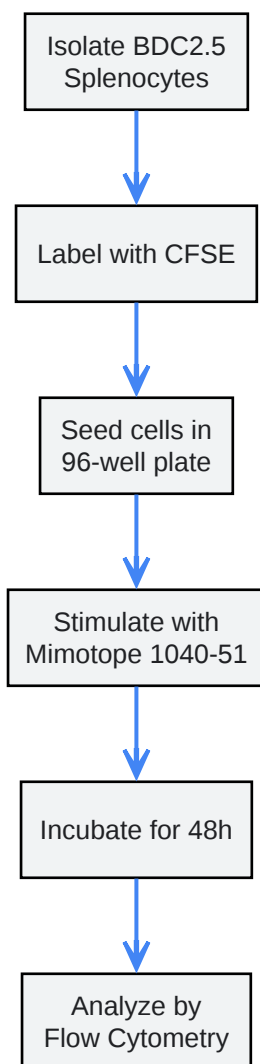 Isolate BDC2.5
Splenocytes
Label with CFSE
Seed cells in
96-well plate
Stimulate with
Mimotope 1040-51
Incubate for 48h
Analyze by
Flow Cytometry